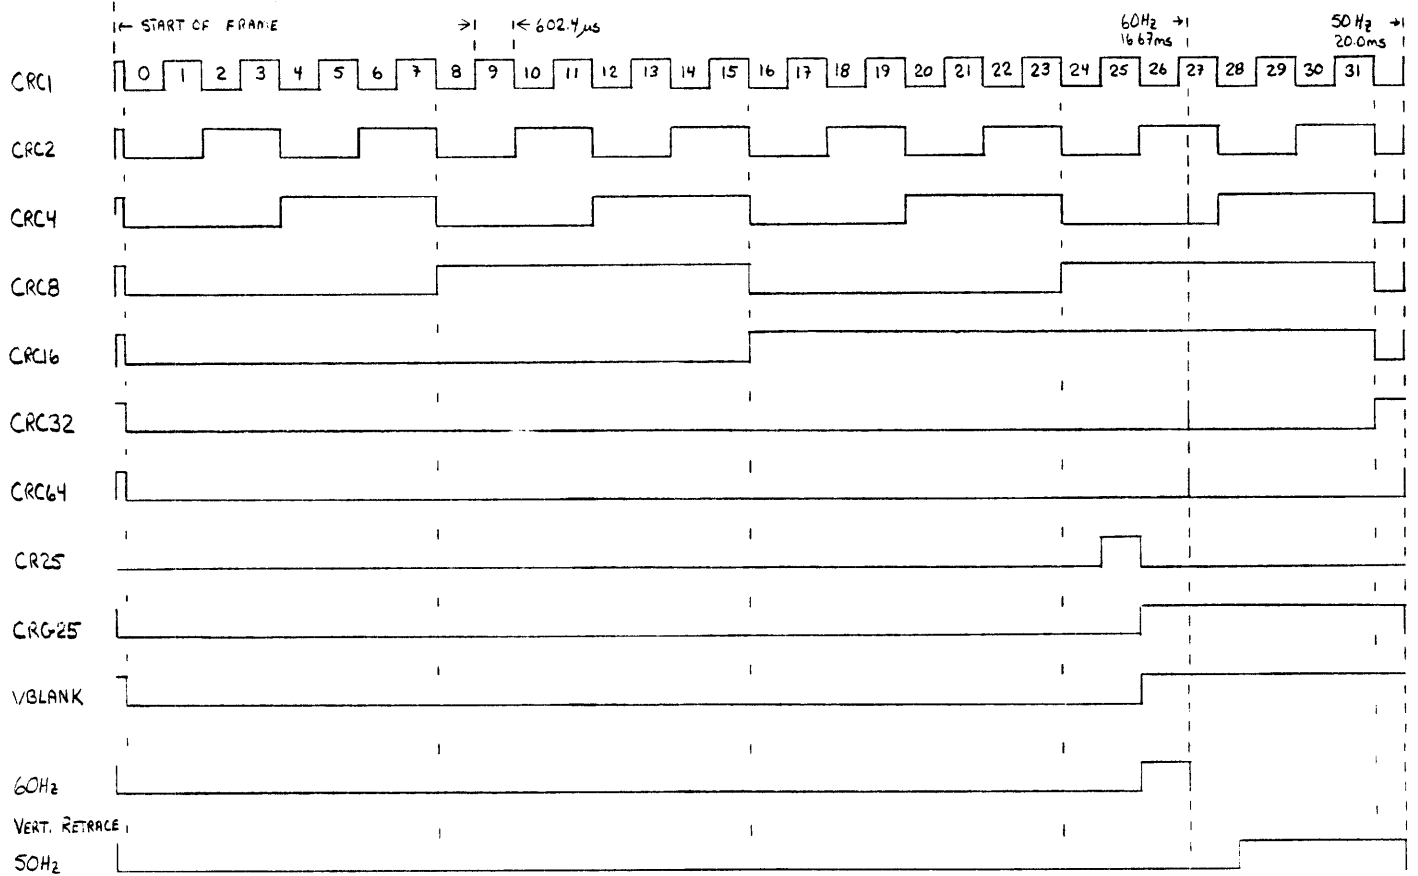 START OF FRAME
602.4µs
60Hz
16.67ms
50Hz
20.0ms
CRC1 0 1 2 3 4 5 6 7 8 9 10 11 12 13 14 15 16 17 18 19 20 21 22 23 24 25 26 27 28 29 30 31
CRC2
CRC4
CRC8
CRC16
CRC32
CRC64
CR25
CRG25
VBLANK
60Hz
VERT. RETRACE
50Hz